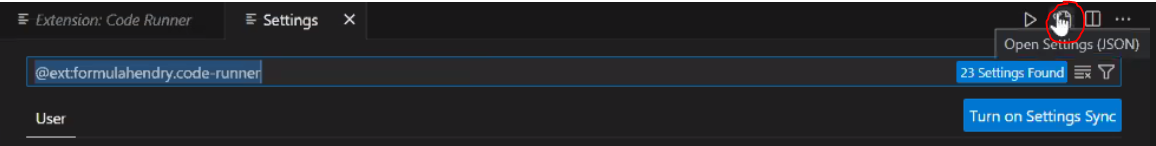 Extension: Code Runner
Settings
Open Settings (JSON)
@ext:formulahendry.code-runner
23 Settings Found
User
Turn on Settings Sync